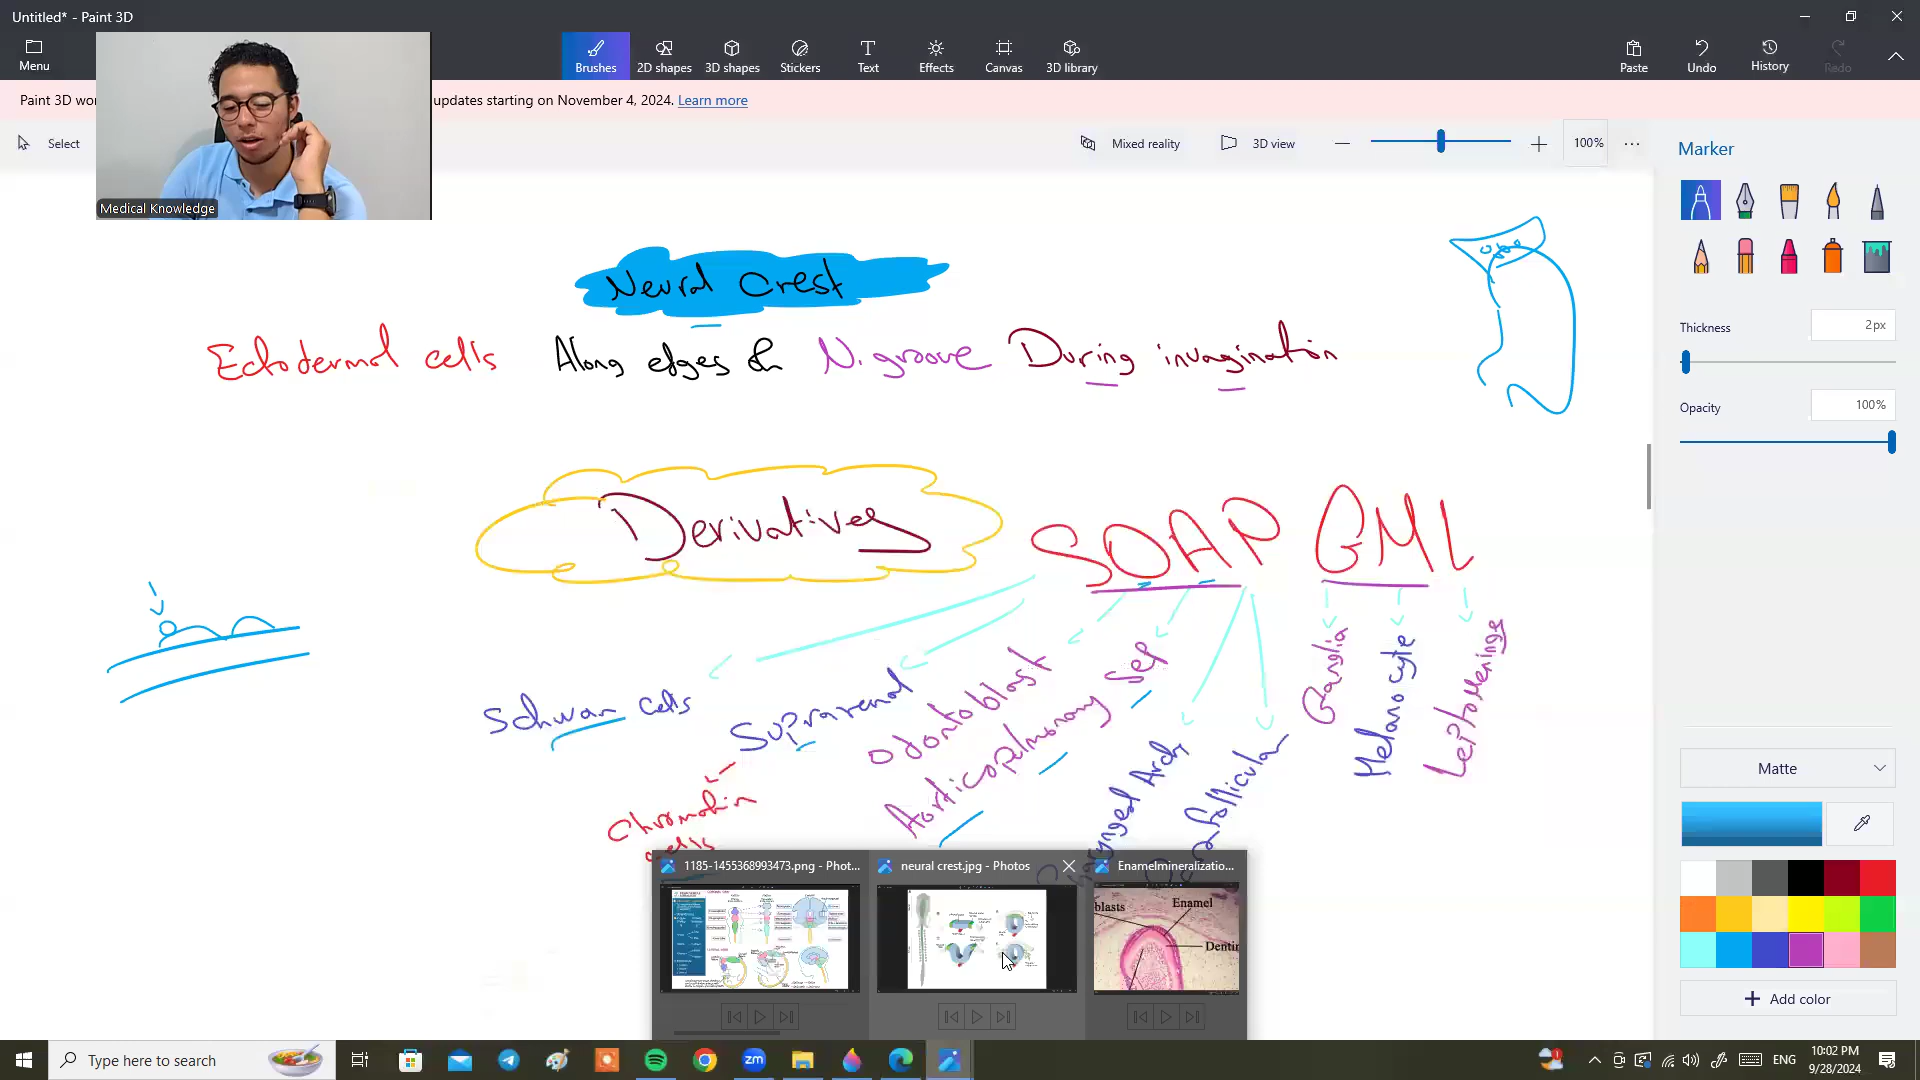 Untitled* - Paint 3D
Menu
Brushes
2D shapes
3D shapes
Stickers
Text
Effects
Canvas
3D library
Paste
Undo
History
Redo
Paint 3D wor
updates starting on November 4, 2024. Learn more
Select
Mixed reality
3D view
100%
Medical Knowledge
Marker
Thickness
2px
Opacity
100%
Matte
Add color
Neural Crest
Ectodermal cells Along edges of N. groove During invagination
Derivatives
SOAP GML
Schwan cells
Suprarenal
Odontoblast
Aorticopulmonary Sep
Pharyngeal Arch
Parafollicular
Ganglia
Melanocyte
Leptomeninges
Chromafin
cells
1185-1455368993473.png - Phot...
neural crest.jpg - Photos
Enamelmineralizatio...
blasts
Enamel
Dentin
Type here to search
ENG
10:02 PM
9/28/2024